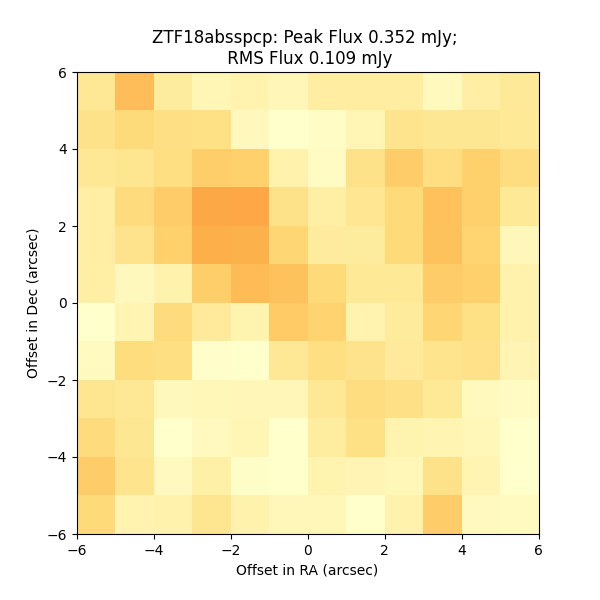 ZTF18absspcp: Peak Flux 0.352 mJy;
RMS Flux 0.109 mJy
6
4
2
0
−2
−4
−6
Offset in Dec (arcsec)
−6 −4 −2 0 2 4 6
Offset in RA (arcsec)